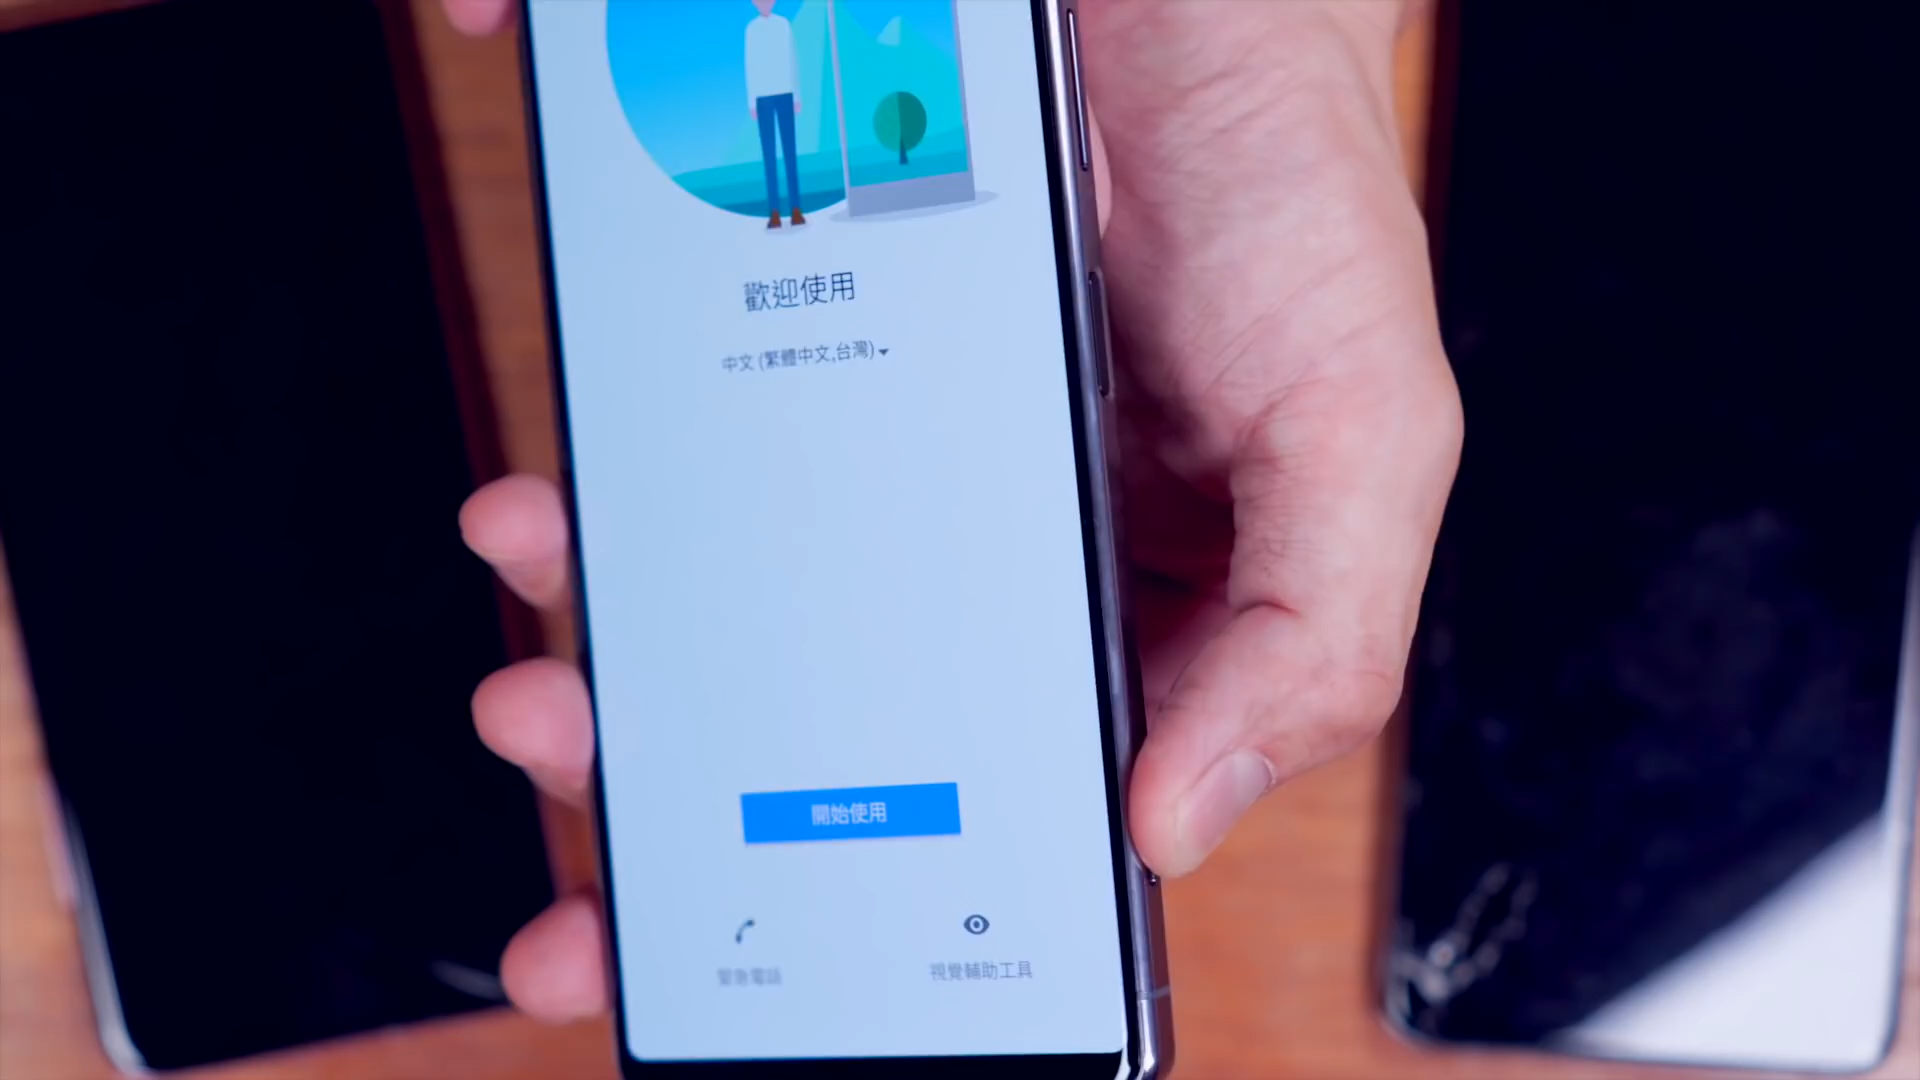 歡迎使用
中文 (繁體中文,台灣)
開始使用
緊急電話
視覺輔助工具